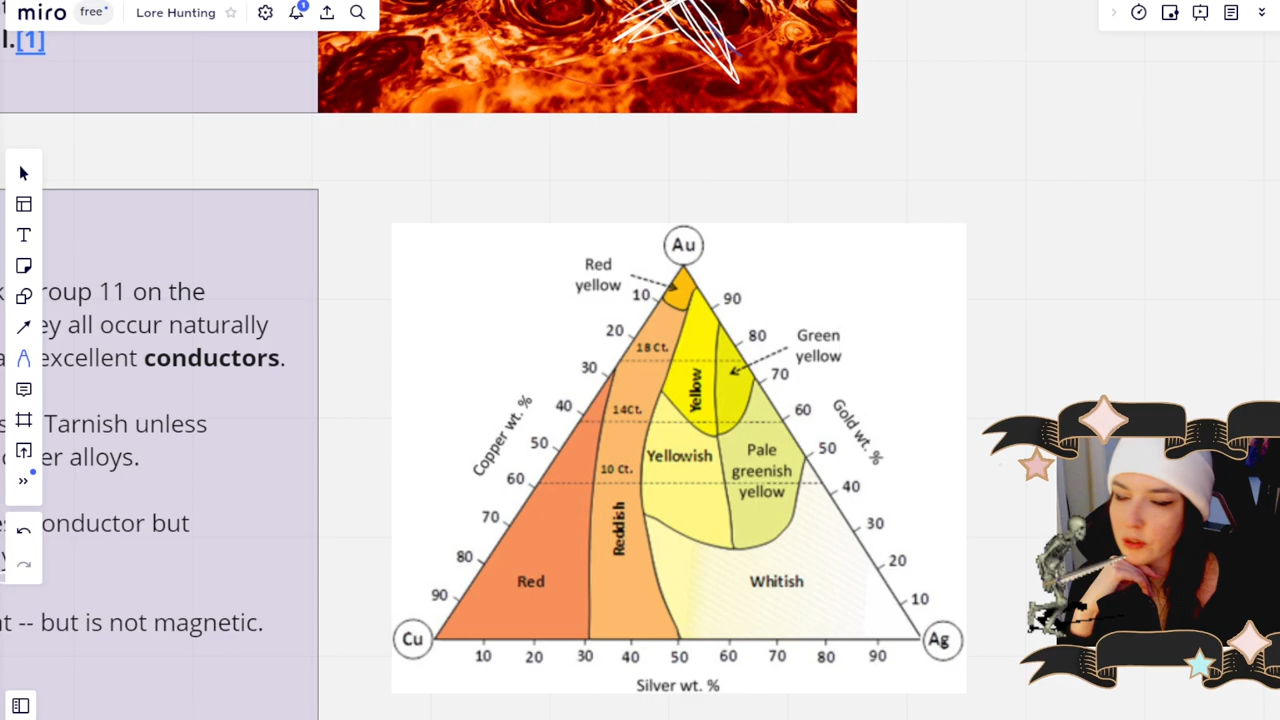 miro free Lore Hunting 1
l.[1]
roup 11 on the
ey all occur naturally
excellent conductors.
Tarnish unless
er alloys.
onductor but
t -- but is not magnetic.
Au
Red
yellow
10
20
30
40
50
60
70
80
90
Copper wt. %
90
80
70
60
50
40
30
20
10
Gold wt. %
18 Ct.
14Ct.
10 Ct.
Green
yellow
Yellow
Yellowish
Pale
greenish
yellow
Reddish
Red
Whitish
Cu
Ag
10 20 30 40 50 60 70 80 90
Silver wt. %